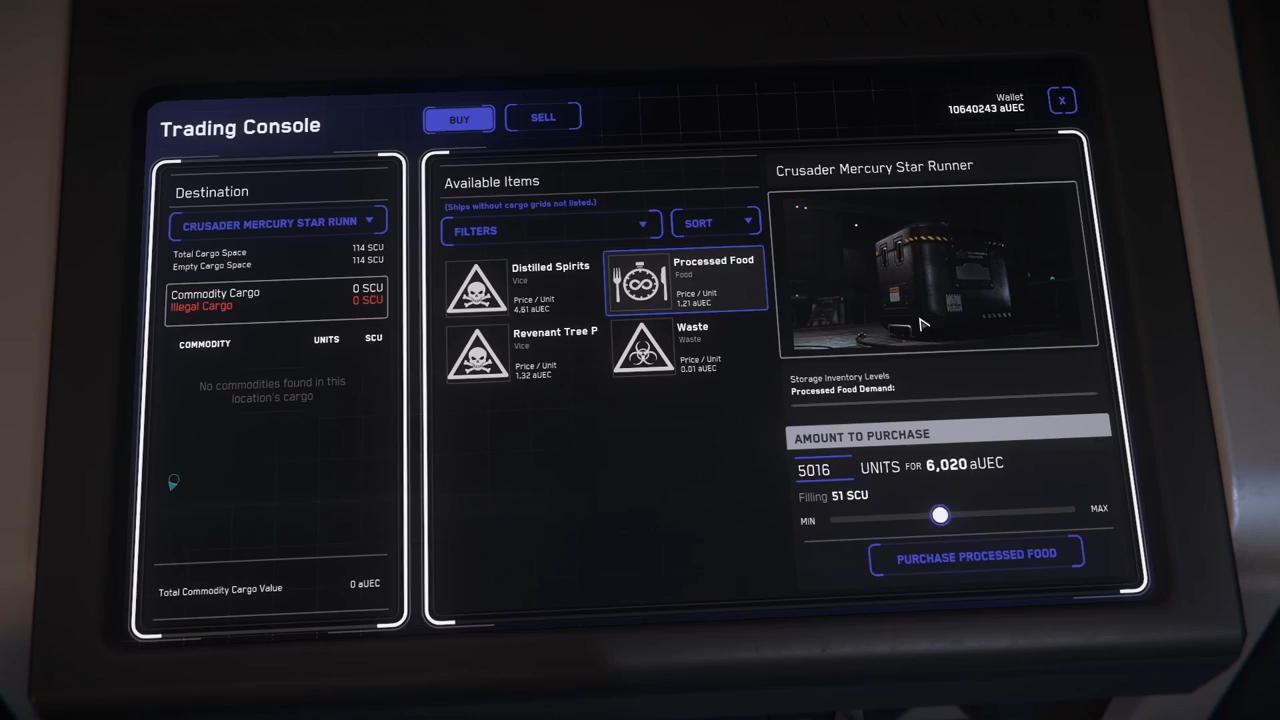 Trading Console
BUY
SELL
Wallet
10640243 aUEC
X
Destination
CRUSADER MERCURY STAR RUNN
Total Cargo Space 114 SCU
Empty Cargo Space 114 SCU
Commodity Cargo 0 SCU
Illegal Cargo 0 SCU
COMMODITY UNITS SCU
No commodities found in this
location's cargo
Total Commodity Cargo Value 0 aUEC
Available Items
(Ships without cargo grids not listed.)
FILTERS
SORT
Distilled Spirits
Vice
Price / Unit
4.61 aUEC
Processed Food
Food
Price / Unit
1.21 aUEC
Revenant Tree P
Vice
Price / Unit
1.32 aUEC
Waste
Waste
Price / Unit
0.01 aUEC
Crusader Mercury Star Runner
Storage Inventory Levels
Processed Food Demand:
AMOUNT TO PURCHASE
5016 UNITS FOR 6,020 aUEC
Filling 51 SCU
MIN MAX
PURCHASE PROCESSED FOOD